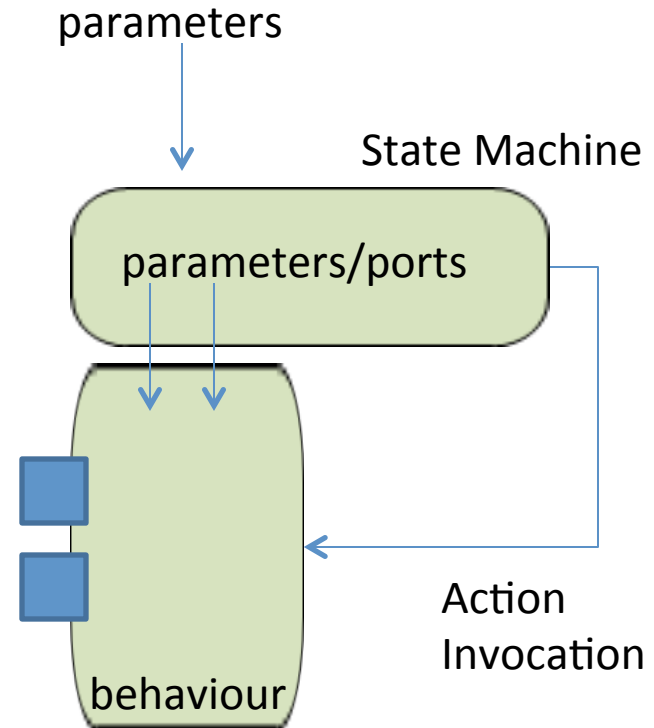 parameters
State Machine
parameters/ports
Action
Invocation
behaviour